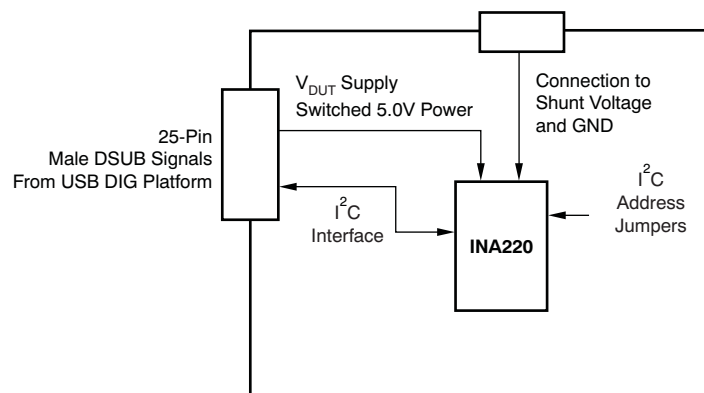 V_DUT Supply
Switched 5.0V Power
Connection to
Shunt Voltage
and GND
25-Pin
Male DSUB Signals
From USB DIG Platform
I²C
Interface
INA220
I²C
Address
Jumpers